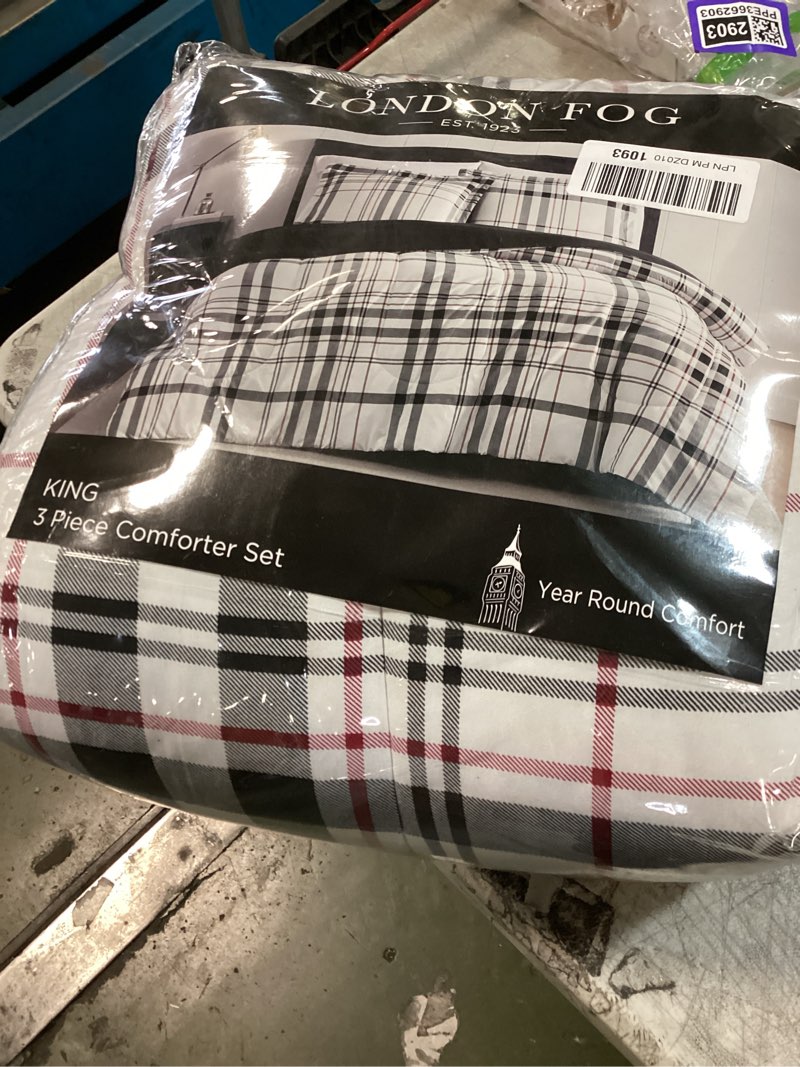 2903
PPE3662903
LONDON FOG
EST. 1923
LPN PM DZ010 1093
KING
3 Piece Comforter Set
Year Round Comfort